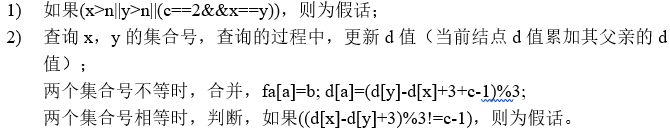 1) 如果(x>n||y>n||(c==2&&x==y))，则为假话；
2) 查询 x，y 的集合号，查询的过程中，更新 d 值（当前结点 d 值累加其父亲的 d
值）；
两个集合号不等时，合并，fa[a]=b; d[a]=(d[y]-d[x]+3+c-1)%3;
两个集合号相等时，判断，如果((d[x]-d[y]+3)%3!=c-1)，则为假话。